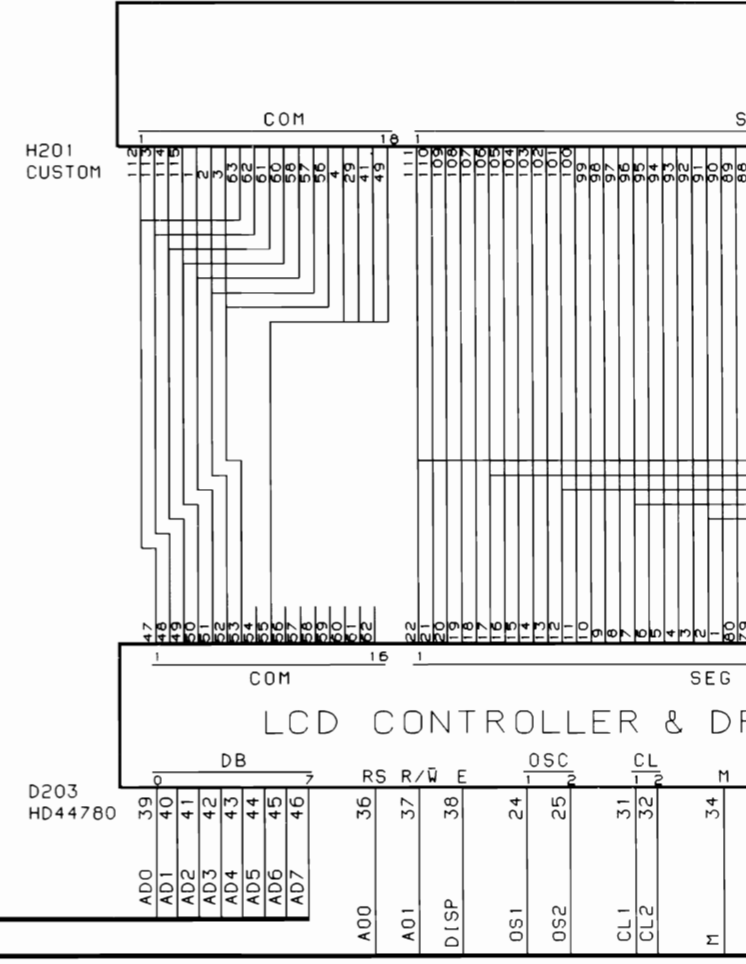 COM S
1 18 1
H201
CUSTOM
112 113 114 115 1 2 3 63 62 61 60 58 57 56 4 29 41 49 111 110 109 108 107 106 105 104 103 102 101 100 99 98 97 96 95 94 93 92 91 90 89 88
47 48 49 50 51 52 53 54 55 56 57 58 59 60 61 62 22 21 20 19 18 17 16 15 14 13 12 11 10 9 8 7 6 5 4 3 2 1 80 79
1 16 1
COM SEG
LCD CONTROLLER & DR
DB OSC CL
0 7 RS R/W̅ E 1 2 1 2 M
D203
HD44780
39 40 41 42 43 44 45 46 36 37 38 24 25 31 32 34
AD0 AD1 AD2 AD3 AD4 AD5 AD6 AD7 A00 A01 DISP OS1 OS2 CL1 CL2 M